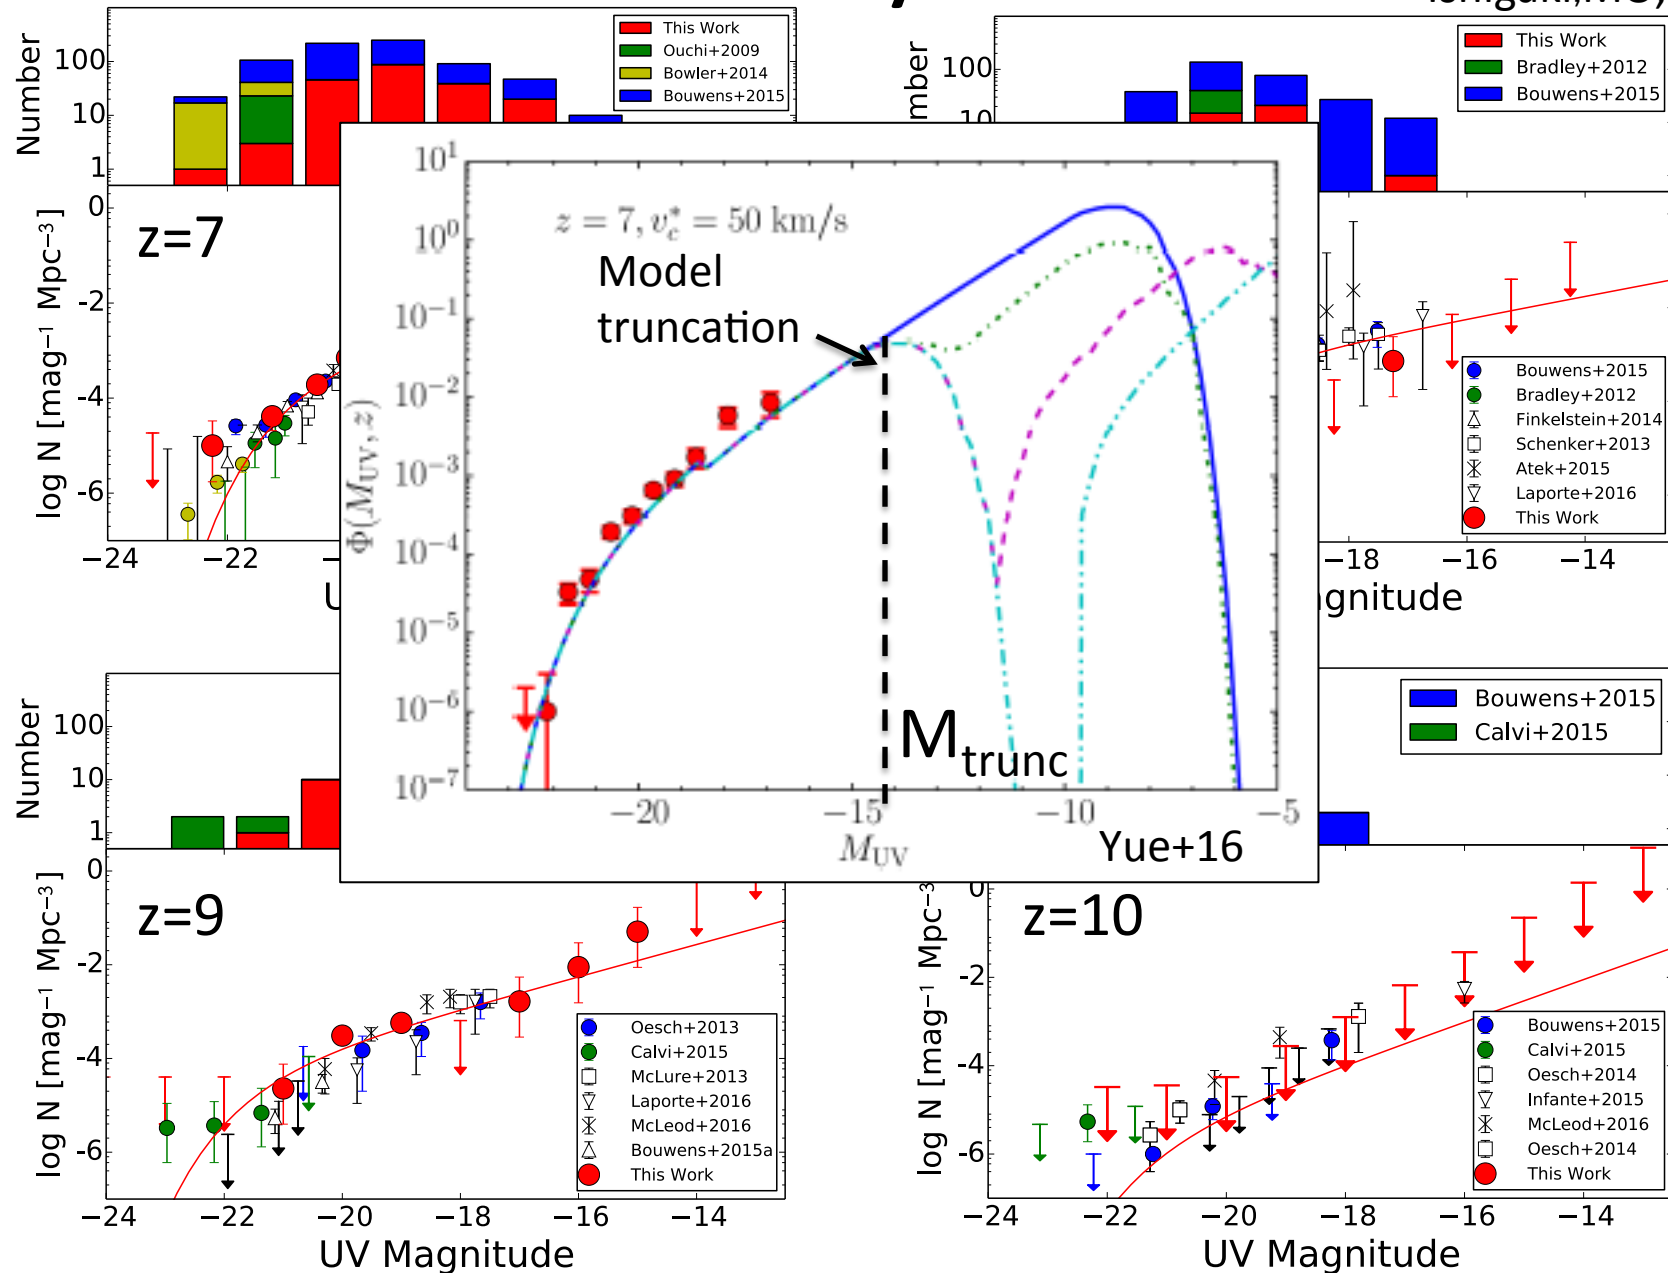 Number
100
10
1
This Work
Ouchi+2009
Bowler+2014
Bouwens+2015
mber
100
This Work
Bradley+2012
Bouwens+2015
z=7
log N [mag⁻¹ Mpc⁻³]
0
-2
-4
-6
−24
−22
Φ(M_UV, z)
10¹
10⁰
10⁻¹
10⁻²
10⁻³
10⁻⁴
10⁻⁵
10⁻⁶
10⁻⁷
z = 7, v_c^* = 50 km/s
Model
truncation
M_trunc
−20
−15
−10
−5
M_UV
Yue+16
Bouwens+2015
Bradley+2012
Finkelstein+2014
Schenker+2013
Atek+2015
Laporte+2016
This Work
−18
−16
−14
gnitude
Number
100
10
1
Bouwens+2015
Calvi+2015
z=9
log N [mag⁻¹ Mpc⁻³]
0
-2
-4
-6
Oesch+2013
Calvi+2015
McLure+2013
Laporte+2016
McLeod+2016
Bouwens+2015a
This Work
−24
−22
−20
−18
−16
−14
UV Magnitude
z=10
log N [mag⁻¹ Mpc⁻³
0
-2
-4
-6
Bouwens+2015
Calvi+2015
Oesch+2014
Infante+2015
McLeod+2016
Oesch+2014
This Work
−24
−22
−20
−18
−16
−14
UV Magnitude